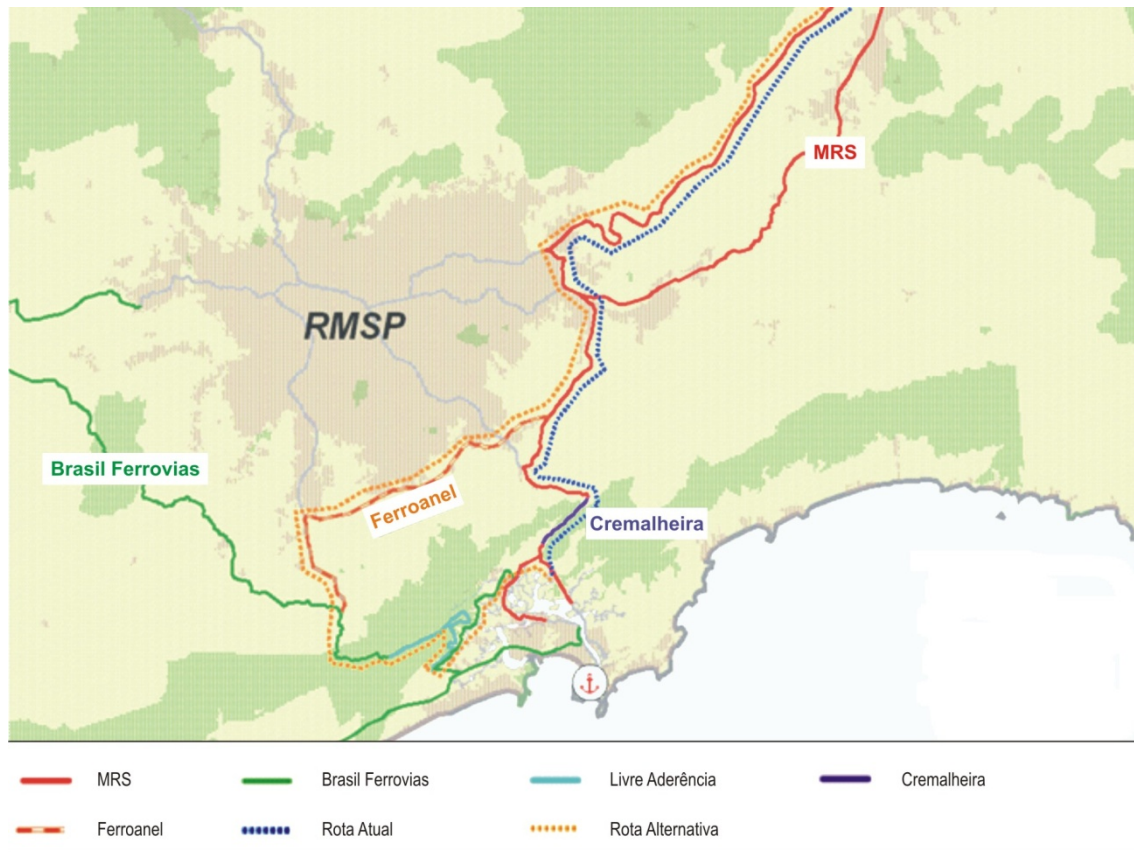 MRS
RMSP
Brasil Ferrovias
Ferroanel
Cremalheira
MRS
Brasil Ferrovias
Livre Aderência
Cremalheira
Ferroanel
Rota Atual
Rota Alternativa